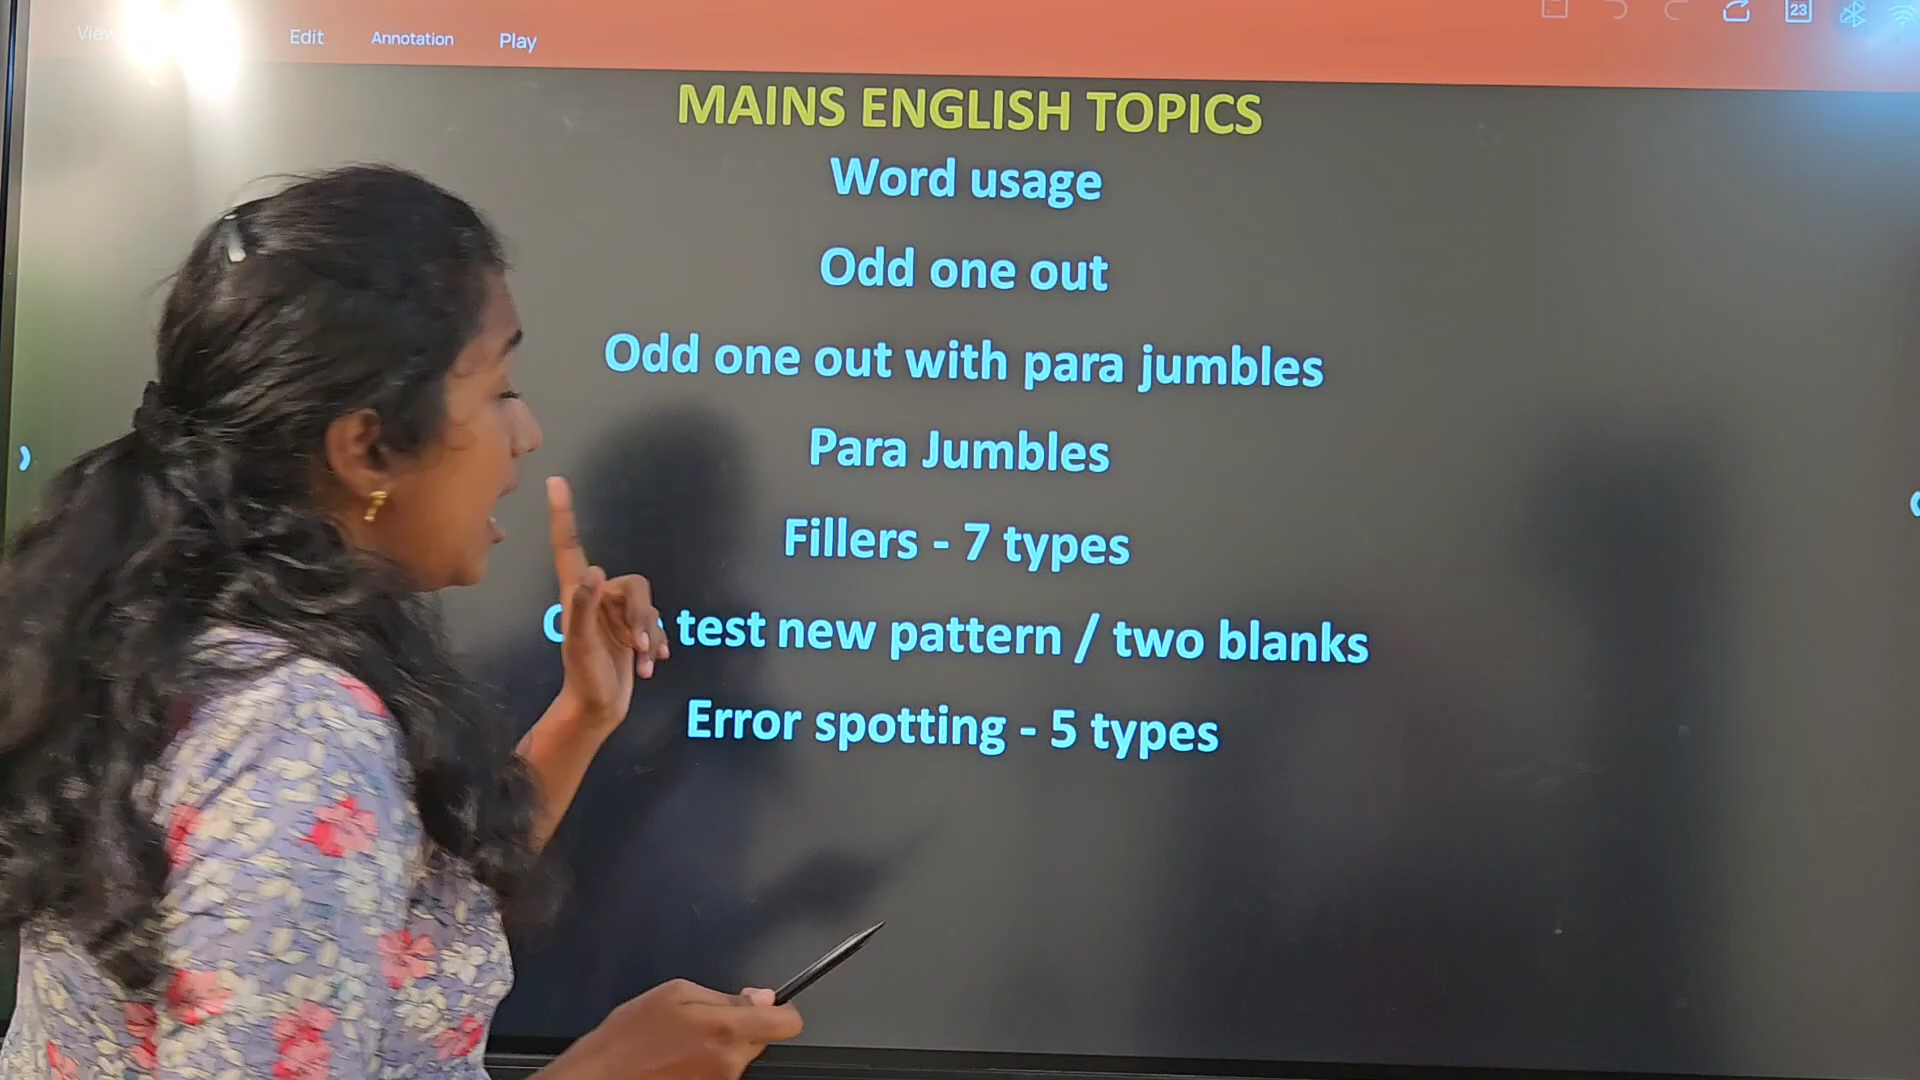 View
Edit
Annotation
Play
23
MAINS ENGLISH TOPICS
Word usage
Odd one out
Odd one out with para jumbles
Para Jumbles
Fillers - 7 types
test new pattern / two blanks
Error spotting - 5 types